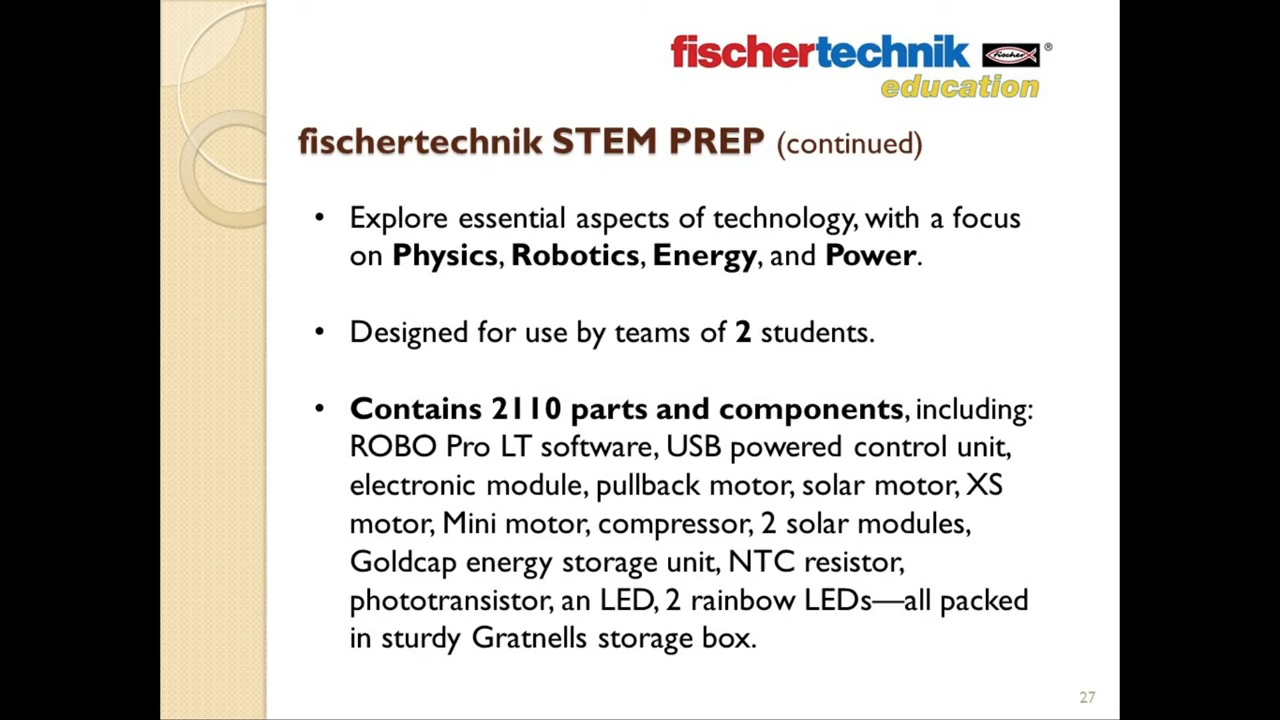 fischertechnik fischer ®
education
fischertechnik STEM PREP (continued)
• Explore essential aspects of technology, with a focus
on Physics, Robotics, Energy, and Power.
• Designed for use by teams of 2 students.
• Contains 2110 parts and components, including:
ROBO Pro LT software, USB powered control unit,
electronic module, pullback motor, solar motor, XS
motor, Mini motor, compressor, 2 solar modules,
Goldcap energy storage unit, NTC resistor,
phototransistor, an LED, 2 rainbow LEDs—all packed
in sturdy Gratnells storage box.
27